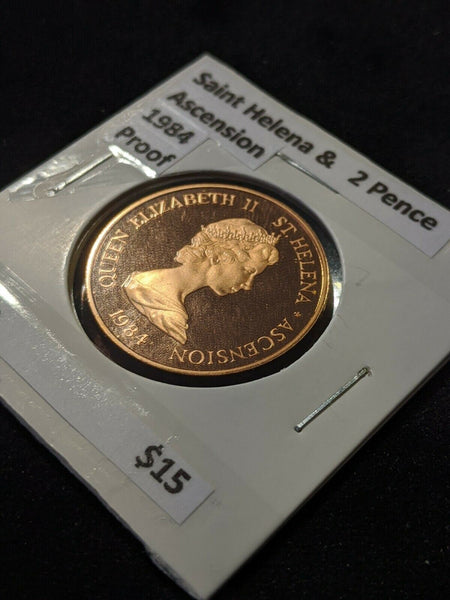 Saint Helena & 2 Pence
Ascension
1984
Proof
QUEEN ELIZABETH II ST. HELENA * ASCENSION 1984
$15